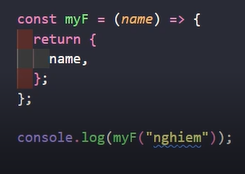 const myF = (name) => {
  return {
    name,
  };
};

console.log(myF("nghiem"));